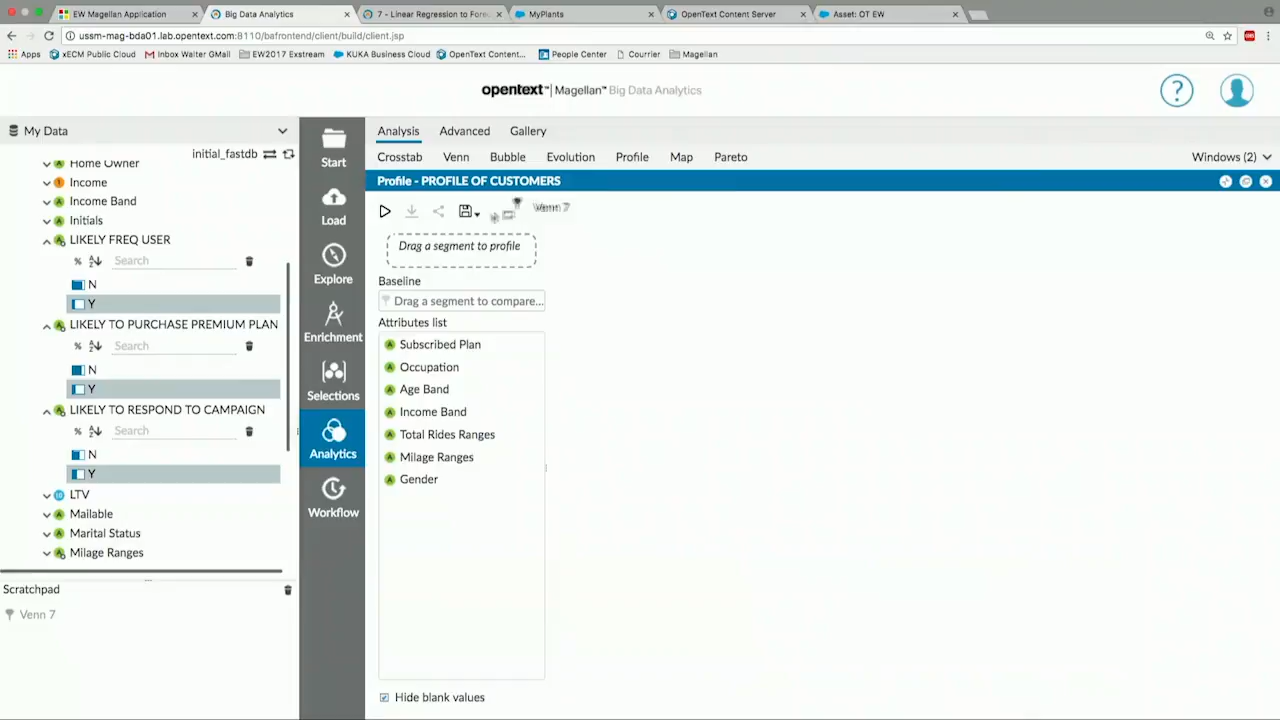 EW Magellan Application
Big Data Analytics
7 - Linear Regression to Fore
MyPlants
OpenText Content Server
Asset: OT EW
ussm-mag-bda01.lab.opentext.com:8110/bafrontend/client/build/client.jsp
Apps
xECM Public Cloud
Inbox Walter GMail
EW2017 Exstream
KUKA Business Cloud
OpenText Content...
People Center
Courrier
Magellan
opentext™ | Magellan™ Big Data Analytics
?
My Data
initial_fastdb
Home Owner
Income
Income Band
Initials
LIKELY FREQ USER
% Search
N
Y
LIKELY TO PURCHASE PREMIUM PLAN
% Search
N
Y
LIKELY TO RESPOND TO CAMPAIGN
% Search
N
Y
LTV
Mailable
Marital Status
Milage Ranges
Scratchpad
Venn 7
Start
Load
Explore
Enrichment
Selections
Analytics
Workflow
Analysis Advanced Gallery
Crosstab Venn Bubble Evolution Profile Map Pareto Windows (2)
Profile - PROFILE OF CUSTOMERS
Venn 7
Drag a segment to profile
Baseline
Drag a segment to compare...
Attributes list
A Subscribed Plan
A Occupation
A Age Band
A Income Band
A Total Rides Ranges
A Milage Ranges
A Gender
Hide blank values